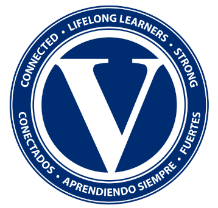 CONNECTED • LIFELONG LEARNERS • STRONG
V
CONECTADOS • APRENDIENDO SIEMPRE • FUERTES